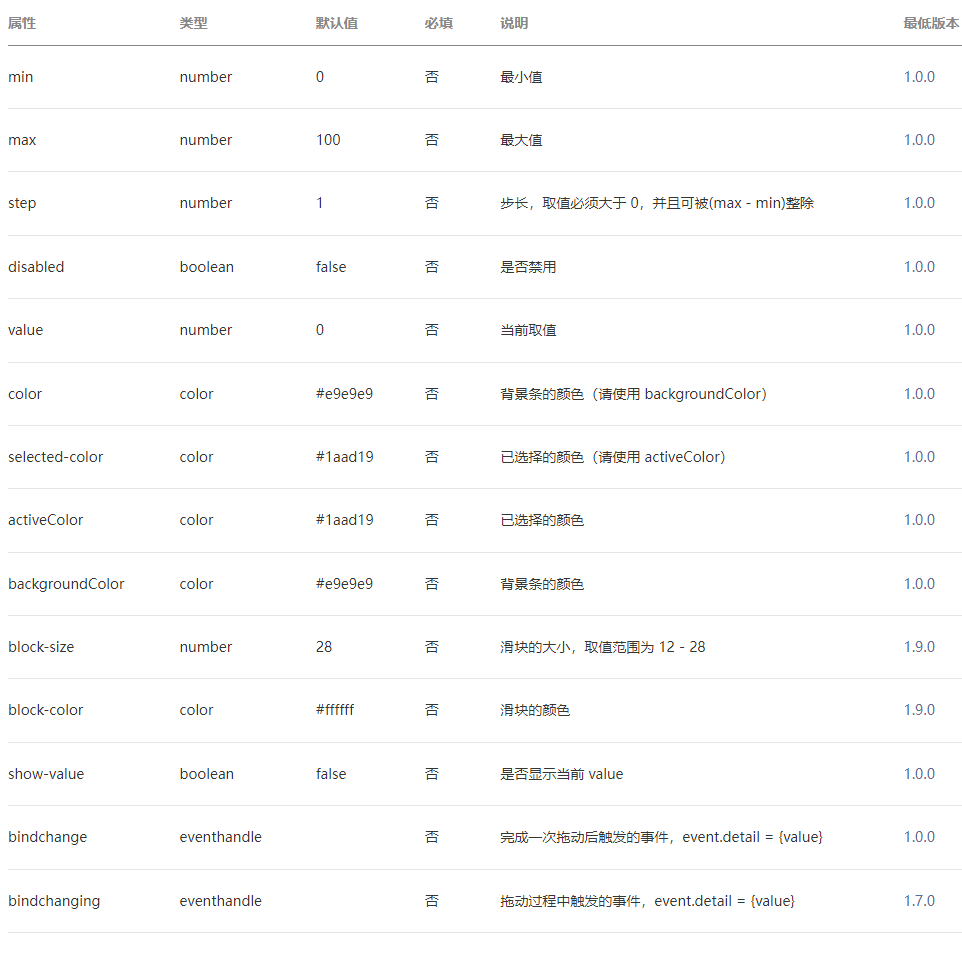 属性 类型 默认值 必填 说明 最低版本
min number 0 否 最小值 1.0.0
max number 100 否 最大值 1.0.0
step number 1 否 步长，取值必须大于 0，并且可被(max - min)整除 1.0.0
disabled boolean false 否 是否禁用 1.0.0
value number 0 否 当前取值 1.0.0
color color #e9e9e9 否 背景条的颜色（请使用 backgroundColor） 1.0.0
selected-color color #1aad19 否 已选择的颜色（请使用 activeColor） 1.0.0
activeColor color #1aad19 否 已选择的颜色 1.0.0
backgroundColor color #e9e9e9 否 背景条的颜色 1.0.0
block-size number 28 否 滑块的大小，取值范围为 12 - 28 1.9.0
block-color color #ffffff 否 滑块的颜色 1.9.0
show-value boolean false 否 是否显示当前 value 1.0.0
bindchange eventhandle 否 完成一次拖动后触发的事件，event.detail = {value} 1.0.0
bindchanging eventhandle 否 拖动过程中触发的事件，event.detail = {value} 1.7.0